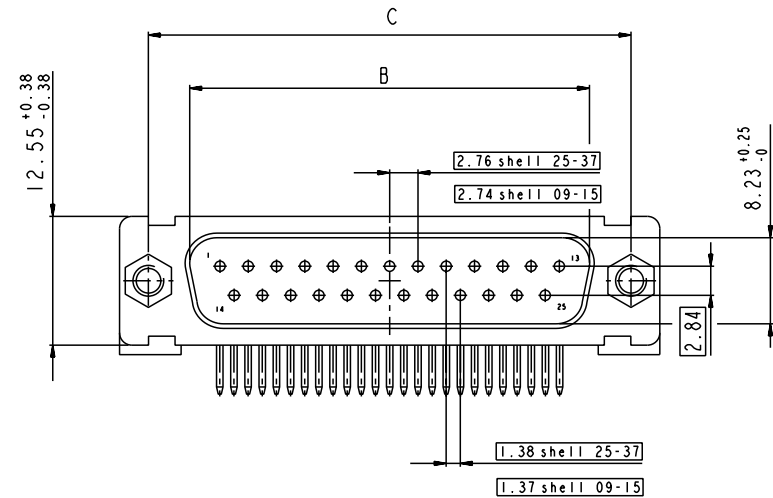 C
B
12.55 +0.38 -0.38
2.76 shell 25-37
2.74 shell 09-15
8.23 +0.25 -0
1
13
14
25
2.84
1.38 shell 25-37
1.37 shell 09-15